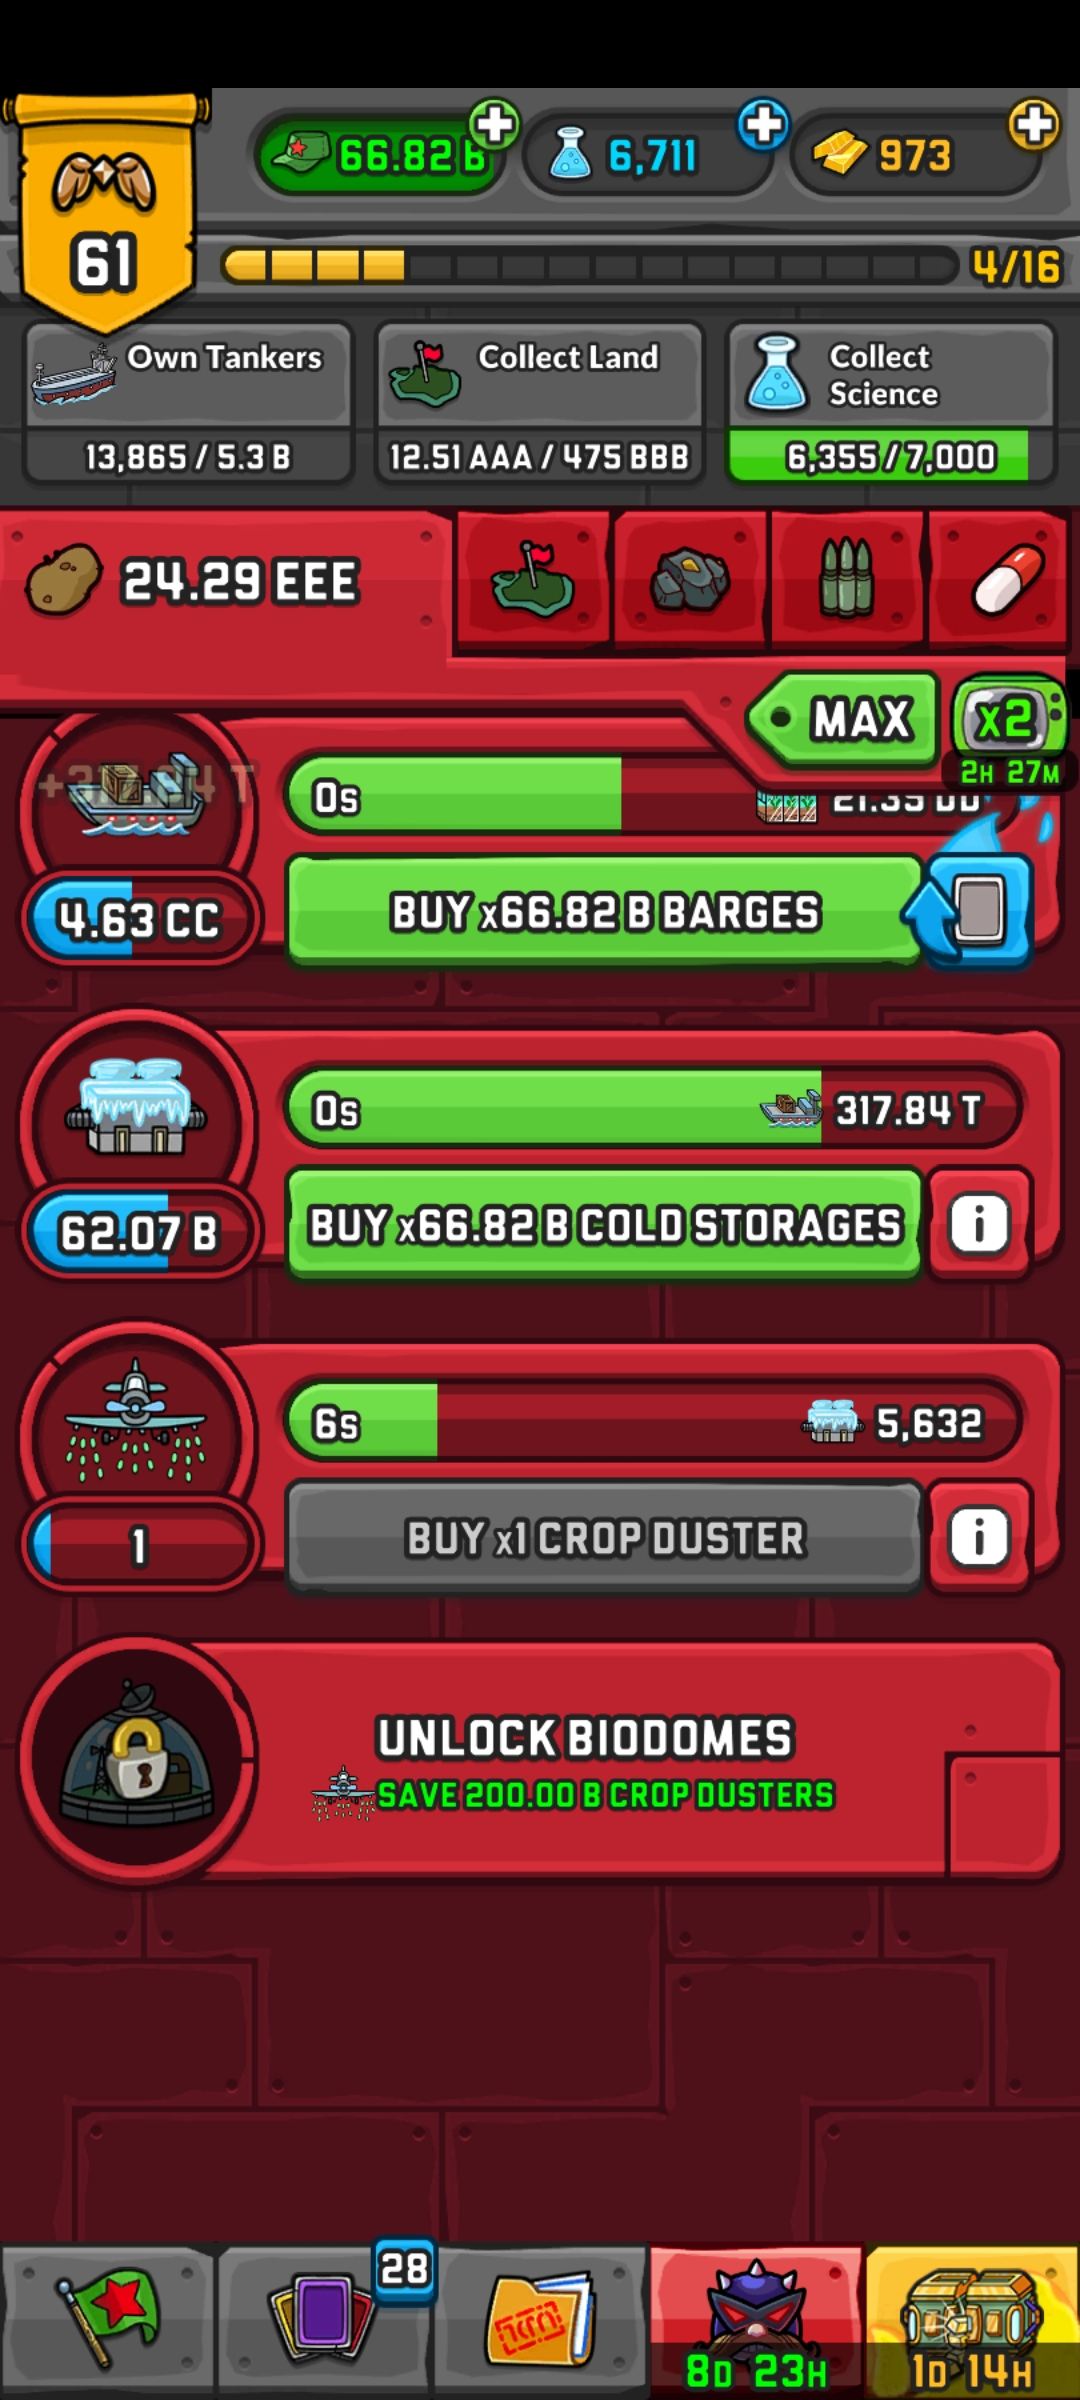 66.82 B
6,711
973
61
4/16
Own Tankers
13,865 / 5.3 B
Collect Land
12.51 AAA / 475 BBB
Collect
Science
6,355 / 7,000
24.29 EEE
MAX
x2
2H 27M
0s
21.35 DD
4.63 CC
BUY x66.82 B BARGES
0s
317.84 T
62.07 B
BUY x66.82 B COLD STORAGES
i
6s
5,632
1
BUY x1 CROP DUSTER
i
UNLOCK BIODOMES
SAVE 200.00 B CROP DUSTERS
28
8D 23H
1D 14H